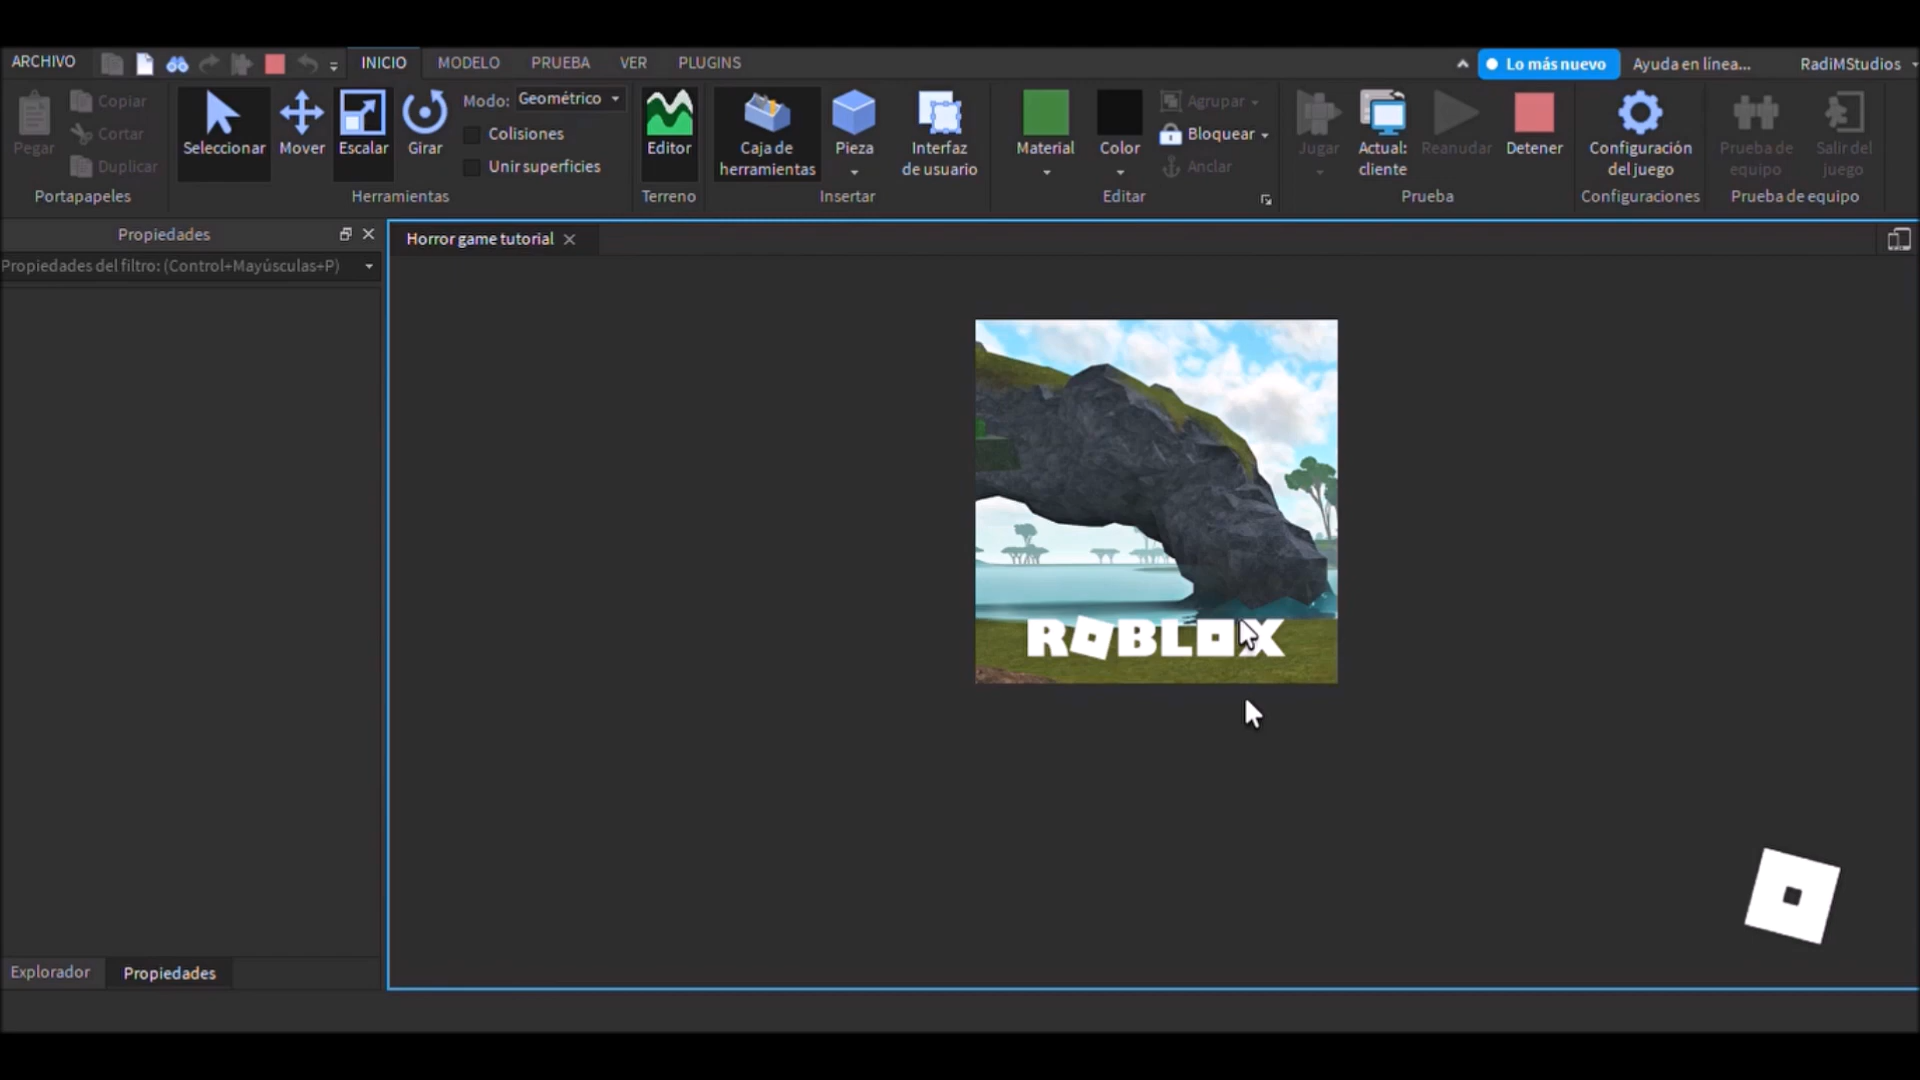 ARCHIVO INICIO MODELO PRUEBA VER PLUGINS Lo más nuevo Ayuda en línea... RadiMStudios
Pegar
Copiar
Cortar
Duplicar
Portapapeles
Seleccionar
Mover
Escalar
Girar
Modo: Geométrico
Colisiones
Unir superficies
Herramientas
Editor
Terreno
Caja de
herramientas
Pieza
Interfaz
de usuario
Insertar
Material
Color
Agrupar
Bloquear
Anclar
Editar
Jugar
Actual:
cliente
Reanudar
Detener
Prueba
Configuración
del juego
Configuraciones
Prueba de
equipo
Salir del
juego
Prueba de equipo
Propiedades
Propiedades del filtro: (Control+Mayúsculas+P)
Horror game tutorial
ROBLOX
Explorador Propiedades